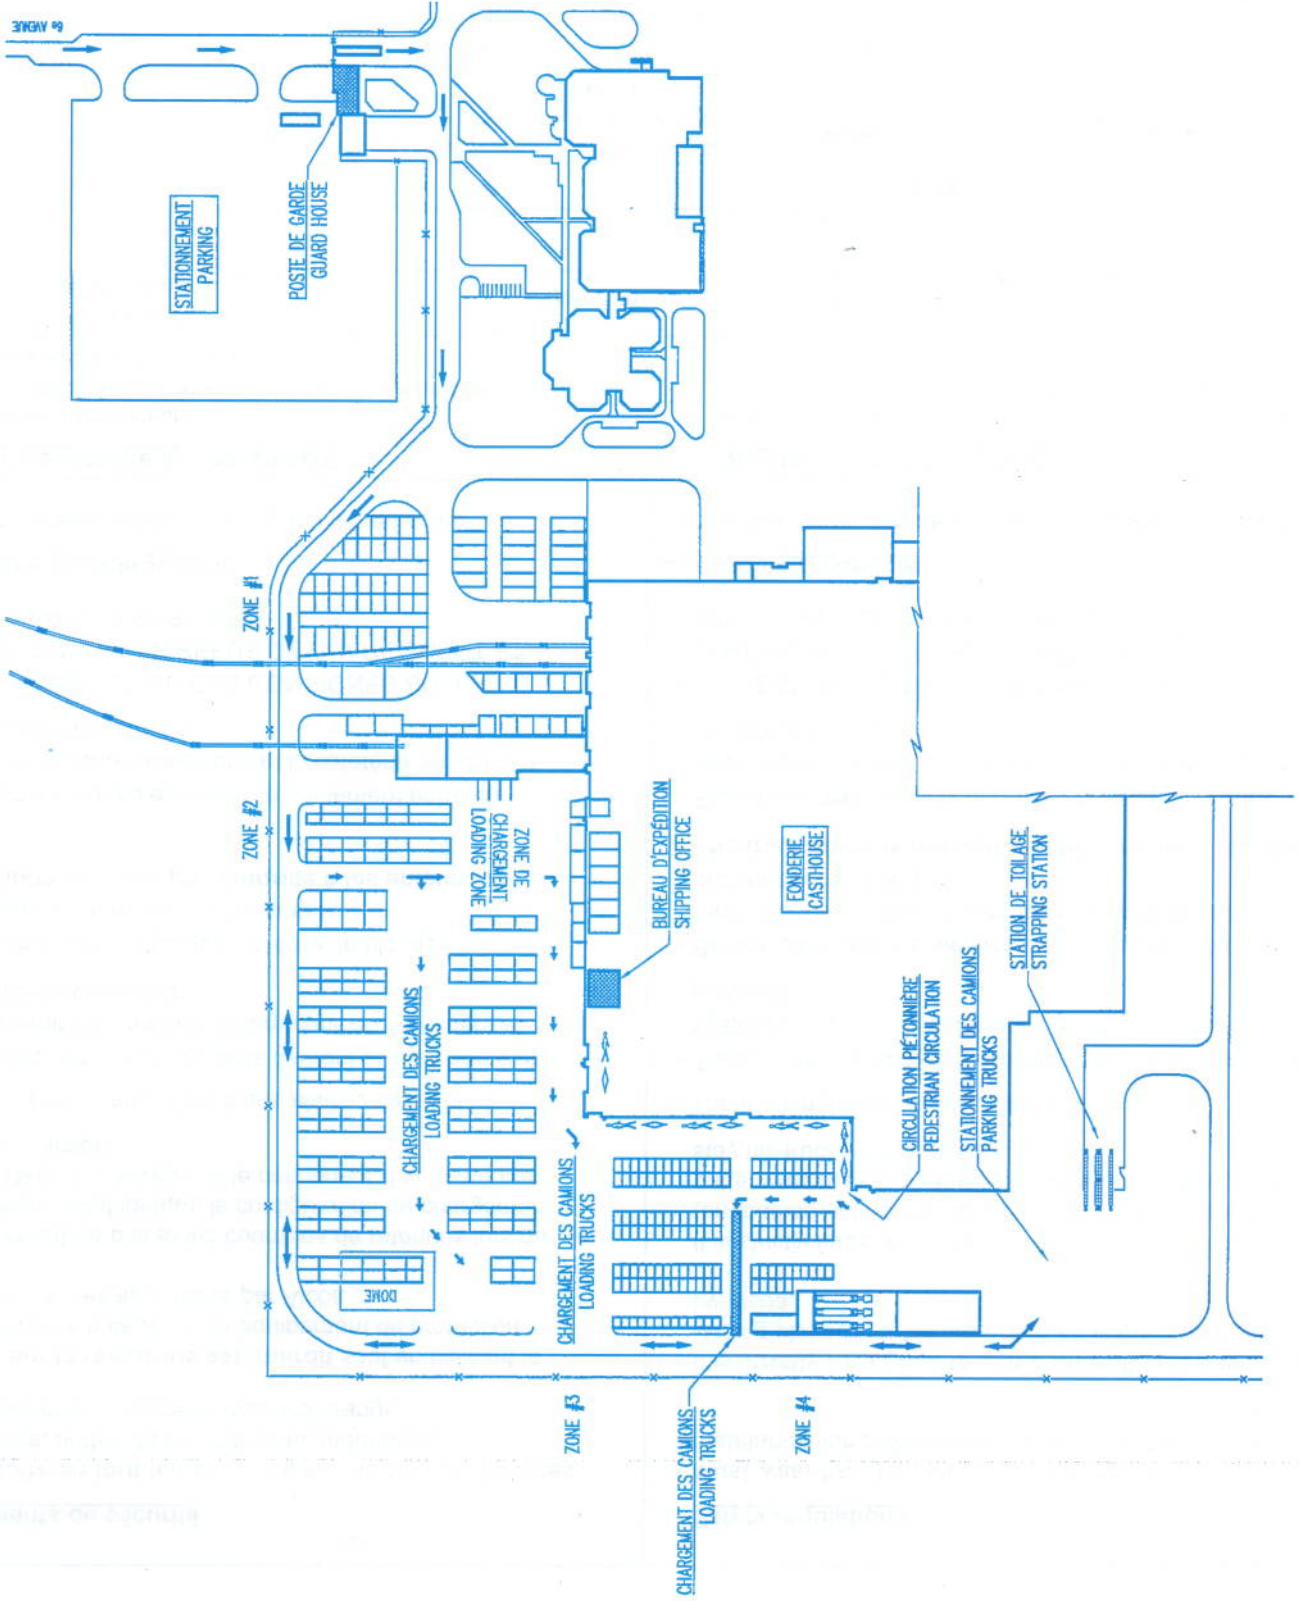 6e AVENUE
STATIONNEMENT
PARKING
POSTE DE GARDE
GUARD HOUSE
ZONE #1
ZONE #2
ZONE DE
CHARGEMENT
LOADING ZONE
CHARGEMENT DES CAMIONS
LOADING TRUCKS
BUREAU D'EXPÉDITION
SHIPPING OFFICE
FONDERIE
CASTHOUSE
STATION DE TOILAGE
STRAPPING STATION
CIRCULATION PIÉTONNIÈRE
PEDESTRIAN CIRCULATION
STATIONNEMENT DES CAMIONS
PARKING TRUCKS
CHARGEMENT DES CAMIONS
LOADING TRUCKS
DOME
ZONE #3
ZONE #4
CHARGEMENT DES CAMIONS
LOADING TRUCKS